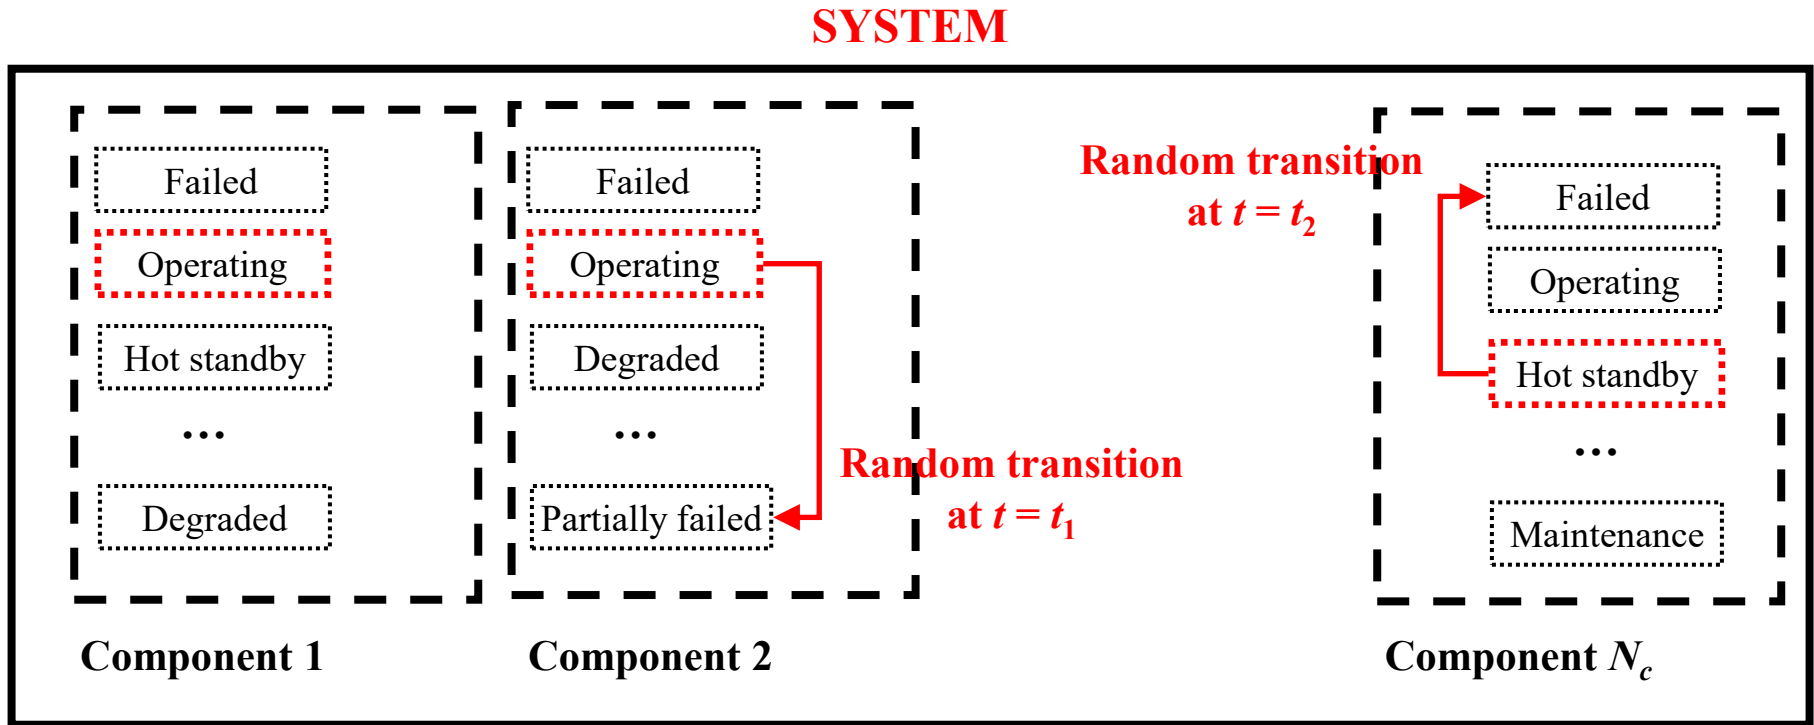 SYSTEM
Failed
Operating
Hot standby
...
Degraded
Component 1
Failed
Operating
Degraded
...
Partially failed
Random transition
at t = t₁
Component 2
Random transition
at t = t₂
Failed
Operating
Hot standby
...
Maintenance
Component N_c